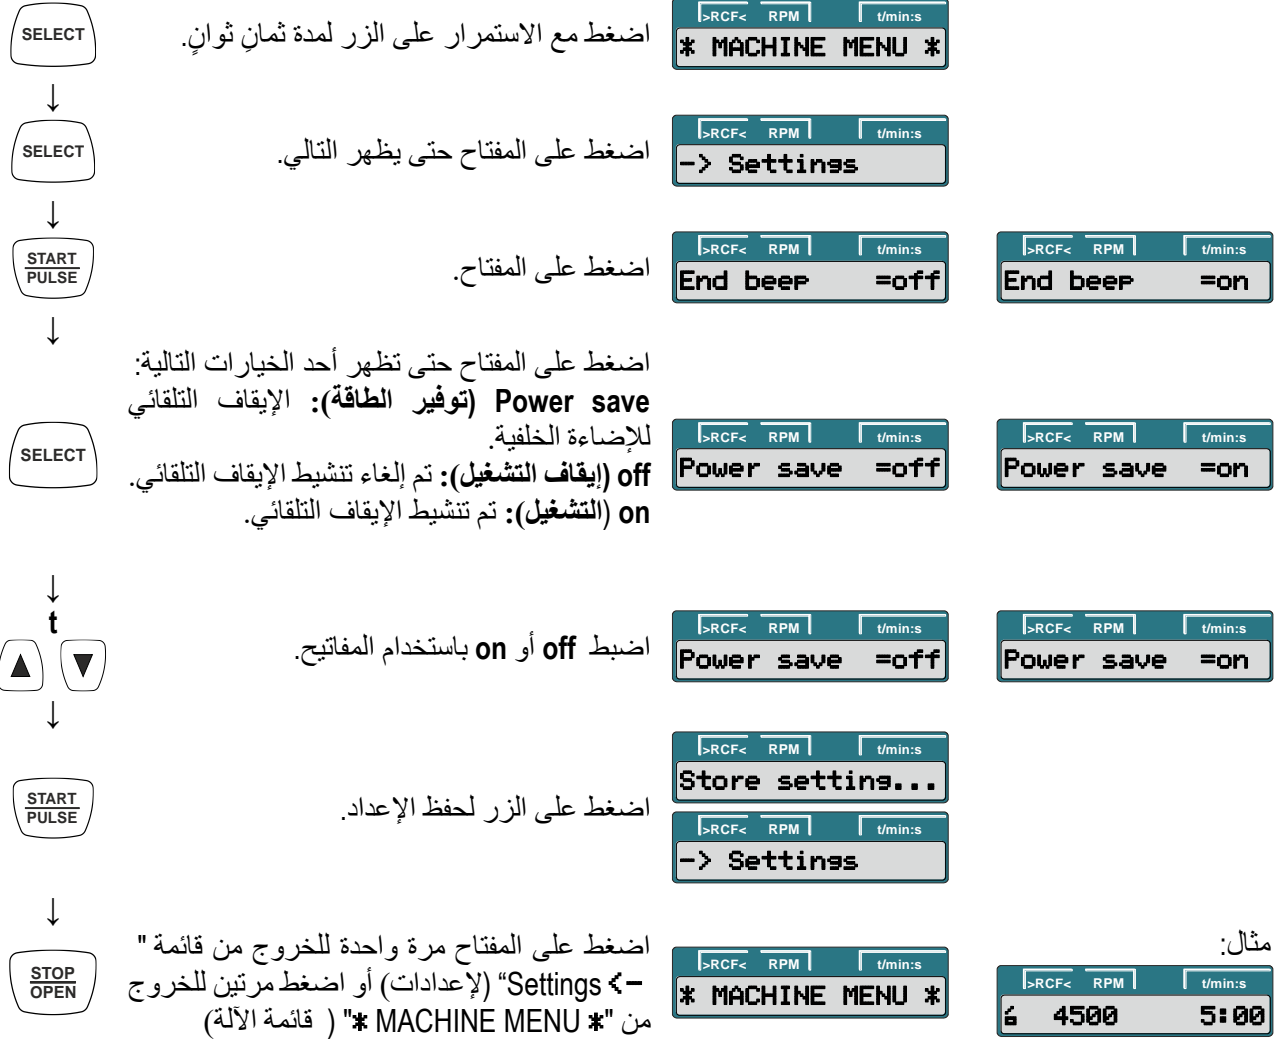 SELECT
اضغط مع الاستمرار على الزر لمدة ثمانِ ثوانٍ.
>RCF< RPM t/min:s
* MACHINE MENU *
↓
SELECT
اضغط على المفتاح حتى يظهر التالي.
>RCF< RPM t/min:s
-> Settings
↓
START
PULSE
اضغط على المفتاح.
>RCF< RPM t/min:s
End beep =off
>RCF< RPM t/min:s
End beep =on
↓
SELECT
اضغط على المفتاح حتى تظهر أحد الخيارات التالية:
Power save (توفير الطاقة): الإيقاف التلقائي
للإضاءة الخلفية.
off (إيقاف التشغيل): تم إلغاء تنشيط الإيقاف التلقائي.
on (التشغيل): تم تنشيط الإيقاف التلقائي.
>RCF< RPM t/min:s
Power save =off
>RCF< RPM t/min:s
Power save =on
↓
t
▲ ▼
اضبط off أو on باستخدام المفاتيح.
>RCF< RPM t/min:s
Power save =off
>RCF< RPM t/min:s
Power save =on
↓
START
PULSE
اضغط على الزر لحفظ الإعداد.
>RCF< RPM t/min:s
Store setting...
>RCF< RPM t/min:s
-> Settings
↓
STOP
OPEN
اضغط على المفتاح مرة واحدة للخروج من قائمة "
-> Settings“ (لإعدادات) أو اضغط مرتين للخروج
من "* MACHINE MENU *" ( قائمة الآلة)
>RCF< RPM t/min:s
* MACHINE MENU *
مثال:
>RCF< RPM t/min:s
4500 5:00